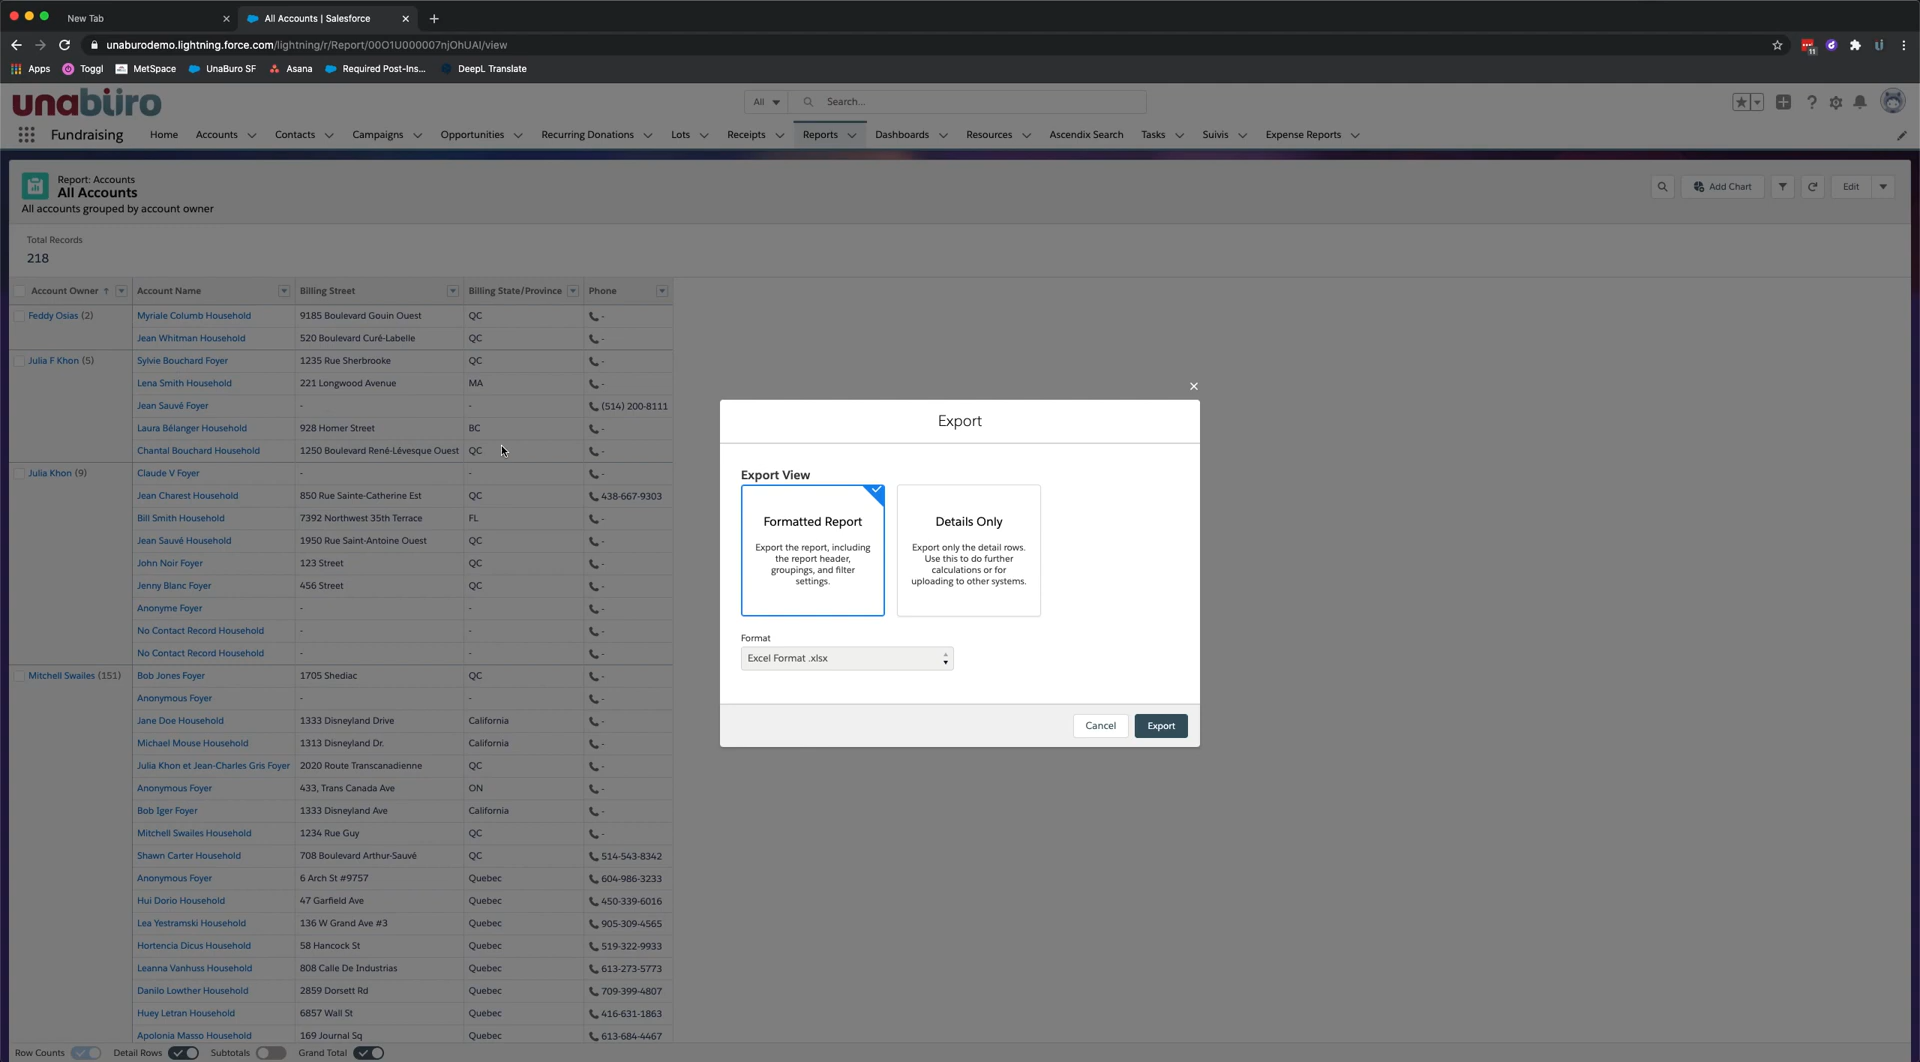 New Tab
All Accounts | Salesforce
unaburodemo.lightning.force.com/lightning/r/Report/00O1U000007njOhUAI/view
11
Apps Toggl MetSpace UnaBuro SF Asana Required Post-Ins... DeepL Translate
unabüro
All Search...
Fundraising Home Accounts Contacts Campaigns Opportunities Recurring Donations Lots Receipts Reports Dashboards Resources Ascendix Search Tasks Suivis Expense Reports
Report: Accounts
All Accounts
All accounts grouped by account owner
Add Chart Edit
Total Records
218
Account Owner ↑ Account Name Billing Street Billing State/Province Phone
Feddy Osias (2) Myriale Columb Household 9185 Boulevard Gouin Ouest QC -
Jean Whitman Household 520 Boulevard Curé-Labelle QC -
Julia F Khon (5) Sylvie Bouchard Foyer 1235 Rue Sherbrooke QC -
Lena Smith Household 221 Longwood Avenue MA -
Jean Sauvé Foyer - - (514) 200-8111
Laura Bélanger Household 928 Homer Street BC -
Chantal Bouchard Household 1250 Boulevard René-Lévesque Ouest QC -
Julia Khon (9) Claude V Foyer - - -
Jean Charest Household 850 Rue Sainte-Catherine Est QC 438-667-9303
Bill Smith Household 7392 Northwest 35th Terrace FL -
Jean Sauvé Household 1950 Rue Saint-Antoine Ouest QC -
John Noir Foyer 123 Street QC -
Jenny Blanc Foyer 456 Street QC -
Anonyme Foyer - - -
No Contact Record Household - - -
No Contact Record Household - - -
Mitchell Swailes (151) Bob Jones Foyer 1705 Shediac QC -
Anonymous Foyer - - -
Jane Doe Household 1333 Disneyland Drive California -
Michael Mouse Household 1313 Disneyland Dr. California -
Julia Khon et Jean-Charles Gris Foyer 2020 Route Transcanadienne QC -
Anonymous Foyer 433, Trans Canada Ave ON -
Bob Iger Foyer 1333 Disneyland Ave California -
Mitchell Swailes Household 1234 Rue Guy QC -
Shawn Carter Household 708 Boulevard Arthur-Sauvé QC 514-543-8342
Anonymous Foyer 6 Arch St #9757 Quebec 604-986-3233
Hui Dorio Household 47 Garfield Ave Quebec 450-339-6016
Lea Yestramski Household 136 W Grand Ave #3 Quebec 905-309-4565
Hortencia Dicus Household 58 Hancock St Quebec 519-322-9933
Leanna Vanhuss Household 808 Calle De Industrias Quebec 613-273-5773
Danilo Lowther Household 2859 Dorsett Rd Quebec 709-399-4807
Huey Letran Household 6857 Wall St Quebec 416-631-1863
Apolonia Masso Household 169 Journal Sq Quebec 613-684-4467
Row Counts Detail Rows Subtotals Grand Total
Export
Export View
Formatted Report
Export the report, including
the report header,
groupings, and filter
settings.
Details Only
Export only the detail rows.
Use this to do further
calculations or for
uploading to other systems.
Format
Excel Format .xlsx
Cancel Export